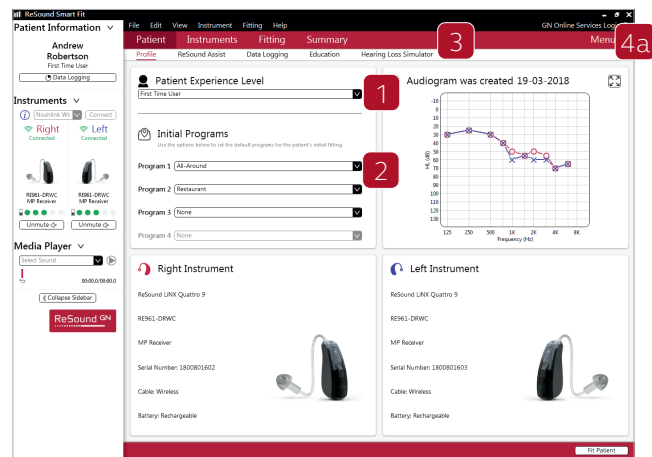 ReSound Smart Fit
Patient Information
Andrew
Robertson
First Time User
Data Logging
Instruments
Noahlink Wi
Connect
Right
Connected
Left
Connected
RE961-DRWC
MP Receiver
RE961-DRWC
MP Receiver
Unmute
Unmute
Media Player
Select Sound
00:00.0/00:00.0
Collapse Sidebar
ReSound GN
File Edit View Instrument Fitting Help
Patient Instruments Fitting Summary
Menu
Profile ReSound Assist Data Logging Education Hearing Loss Simulator
3
4a
Patient Experience Level
First Time User
1
Initial Programs
Use the options below to set the default programs for the patient's initial fitting.
Program 1 All-Around
2
Program 2 Restaurant
Program 3 None
Program 4 None
Audiogram was created 19-03-2018
HL (dB)
-10
0
10
20
30
40
50
60
70
80
90
100
110
120
130
125 250 500 1K 2K 4K 8K
Frequency (Hz)
Right Instrument
ReSound LiNX Quattro 9
RE961-DRWC
MP Receiver
Serial Number: 1800801602
Cable: Wireless
Battery: Rechargeable
Left Instrument
ReSound LiNX Quattro 9
RE961-DRWC
MP Receiver
Serial Number: 1800801603
Cable: Wireless
Battery: Rechargeable
Fit Patient